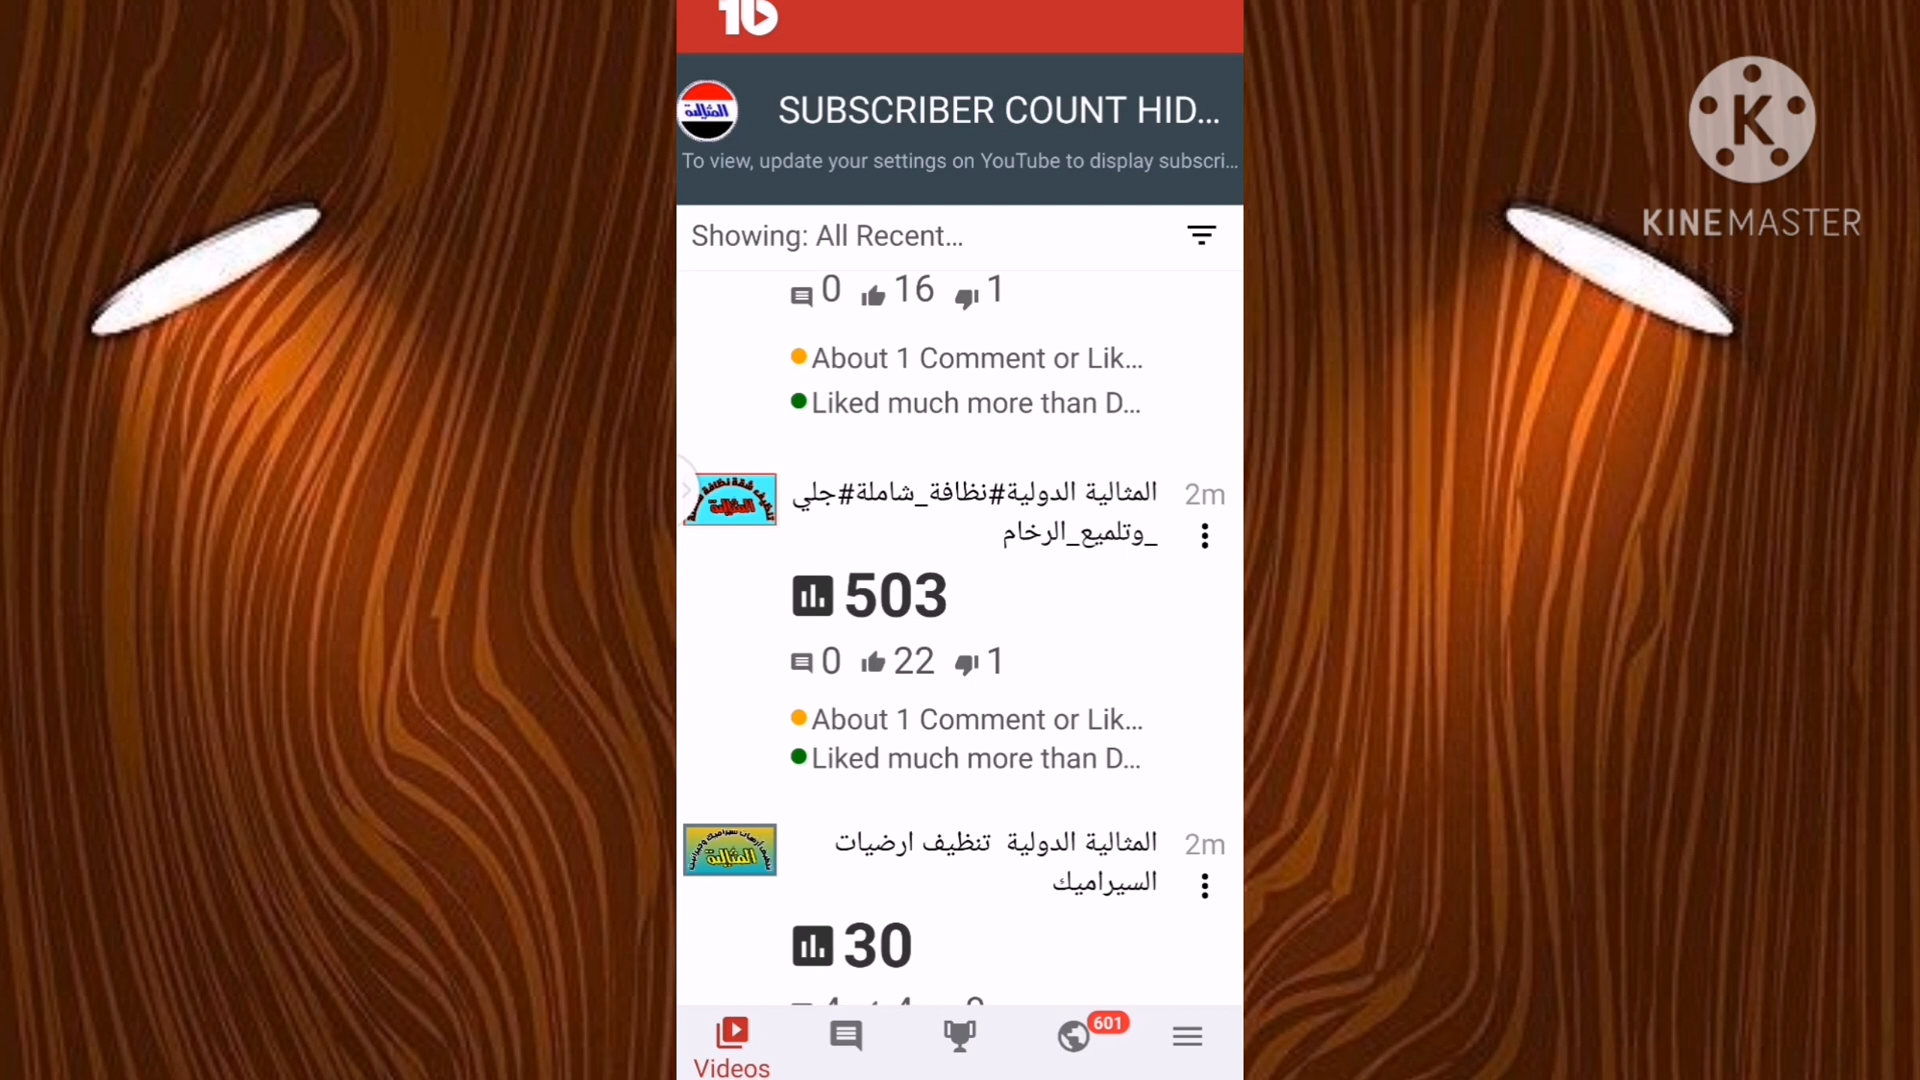 SUBSCRIBER COUNT HID...
المثالية
To view, update your settings on YouTube to display subscri...
K
KINEMASTER
Showing: All Recent...
0 16 1
About 1 Comment or Lik...
Liked much more than D...
المثالية الدولية#نظافة_شاملة#جلي
_وتلميع_الرخام
2m
المثالية
503
0 22 1
About 1 Comment or Lik...
Liked much more than D...
المثالية الدولية تنظيف ارضيات
السيراميك
2m
المثالية
30
601
Videos